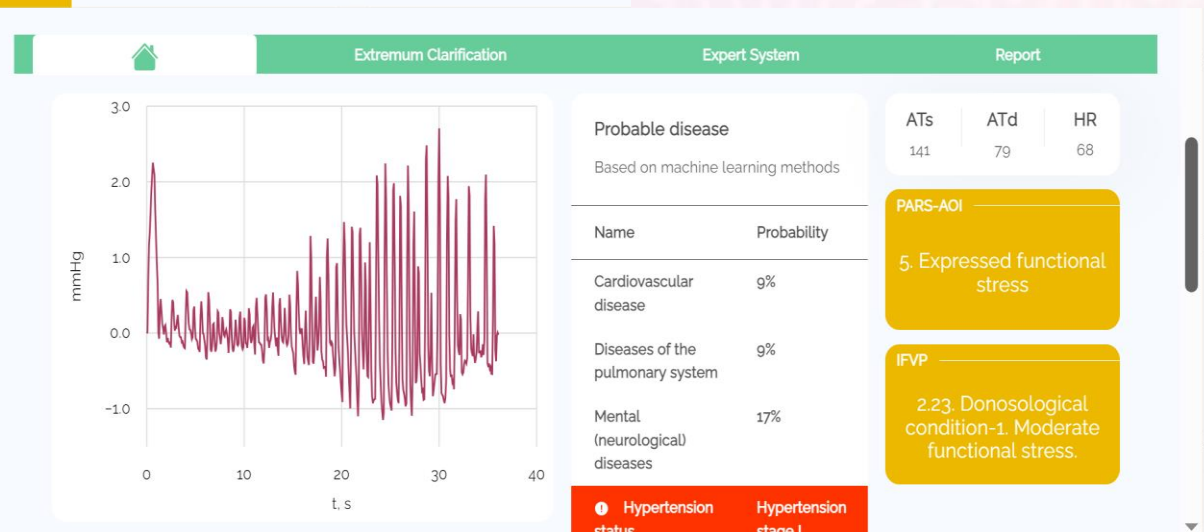 Extremum Clarification
Expert System
Report
3.0
2.0
1.0
0.0
-1.0
mmHg
0
10
20
30
40
t, s
Probable disease
Based on machine learning methods
Name
Probability
Cardiovascular
disease
9%
Diseases of the
pulmonary system
9%
Mental
(neurological)
diseases
17%
Hypertension
status
Hypertension
stage I
ATs
ATd
HR
141
79
68
PARS-AOI
5. Expressed functional
stress
IFVP
2.23. Donosological
condition-1. Moderate
functional stress.